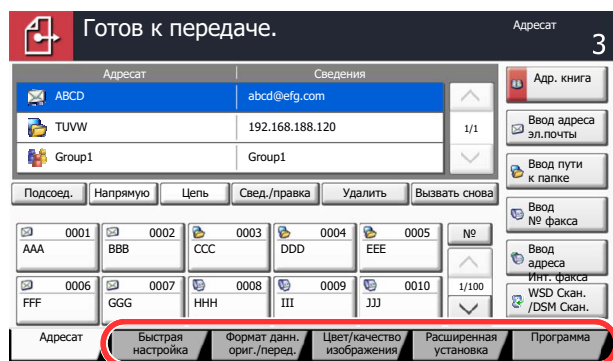 Готов к передаче.
Адресат
3
Адресат Сведения
ABCD abcd@efg.com
TUVW 192.168.188.120
Group1 Group1
1/1
Подсоед. Напрямую Цепь Свед./правка Удалить Вызвать снова
0001 0002 0003 0004 0005
AAA BBB CCC DDD EEE
0006 0007 0008 0009 0010
FFF GGG HHH III JJJ
№
1/100
Адр. книга
Ввод адреса
эл.почты
Ввод пути
к папке
Ввод
№ факса
Ввод
адреса
Инт. факса
WSD Скан.
/DSM Скан.
Адресат
Быстрая
настройка
Формат данн.
ориг./перед.
Цвет/качество
изображения
Расширенная
установка
Программа